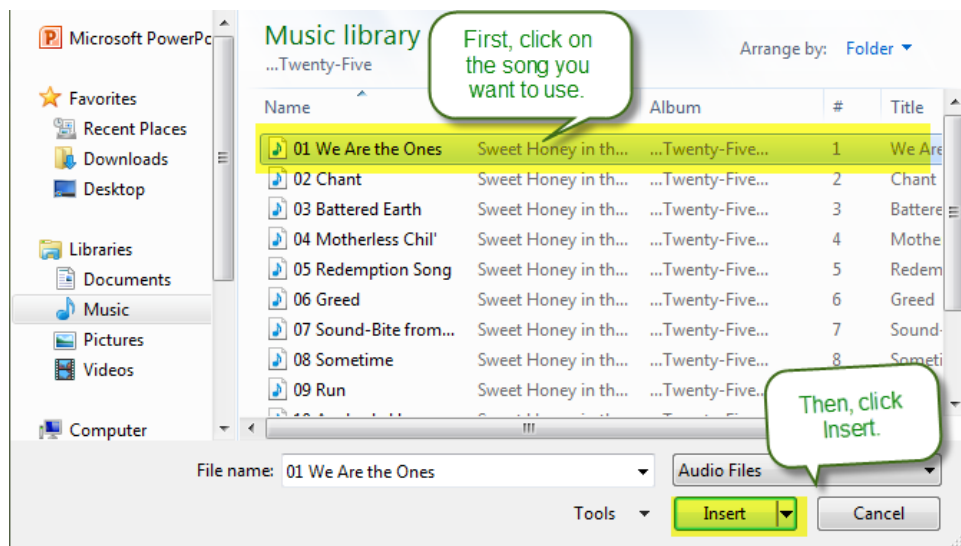 Microsoft PowerPc
Favorites
Recent Places
Downloads
Desktop
Libraries
Documents
Music
Pictures
Videos
Computer
Music library
...Twenty-Five
First, click on
the song you
want to use.
Arrange by: Folder
Name Album # Title
01 We Are the Ones Sweet Honey in th... ...Twenty-Five... 1 We Are
02 Chant Sweet Honey in th... ...Twenty-Five... 2 Chant
03 Battered Earth Sweet Honey in th... ...Twenty-Five... 3 Battere
04 Motherless Chil' Sweet Honey in th... ...Twenty-Five... 4 Mothe
05 Redemption Song Sweet Honey in th... ...Twenty-Five... 5 Redem
06 Greed Sweet Honey in th... ...Twenty-Five... 6 Greed
07 Sound-Bite from... Sweet Honey in th... ...Twenty-Five... 7 Sound-
08 Sometime Sweet Honey in th... ...Twenty-Five... 8 Someti
09 Run Sweet Honey in th... ...Twenty-Five...
Then, click
Insert.
File name: 01 We Are the Ones Audio Files
Tools Insert Cancel